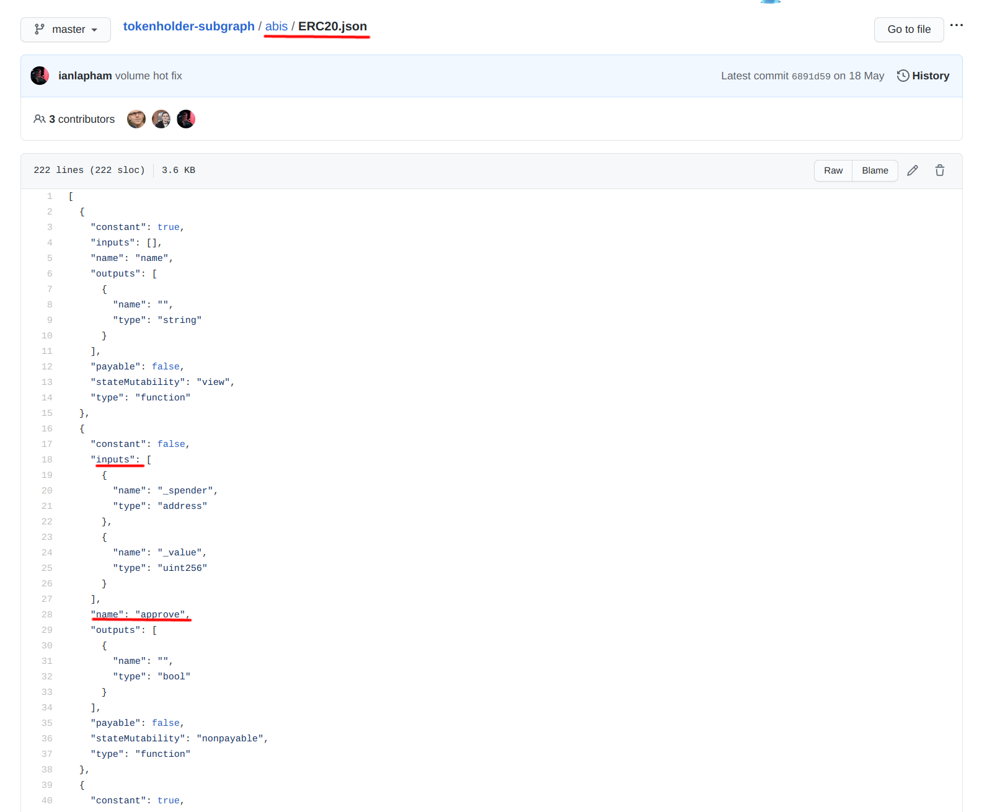 master
tokenholder-subgraph / abis / ERC20.json
Go to file
ianlapham volume hot fix
Latest commit 6891d59 on 18 May
History
3 contributors
222 lines (222 sloc) 3.6 KB
Raw
Blame
1 [
2 {
3 "constant": true,
4 "inputs": [],
5 "name": "name",
6 "outputs": [
7 {
8 "name": "",
9 "type": "string"
10 }
11 ],
12 "payable": false,
13 "stateMutability": "view",
14 "type": "function"
15 },
16 {
17 "constant": false,
18 "inputs": [
19 {
20 "name": "_spender",
21 "type": "address"
22 },
23 {
24 "name": "_value",
25 "type": "uint256"
26 }
27 ],
28 "name": "approve",
29 "outputs": [
30 {
31 "name": "",
32 "type": "bool"
33 }
34 ],
35 "payable": false,
36 "stateMutability": "nonpayable",
37 "type": "function"
38 },
39 {
40 "constant": true,